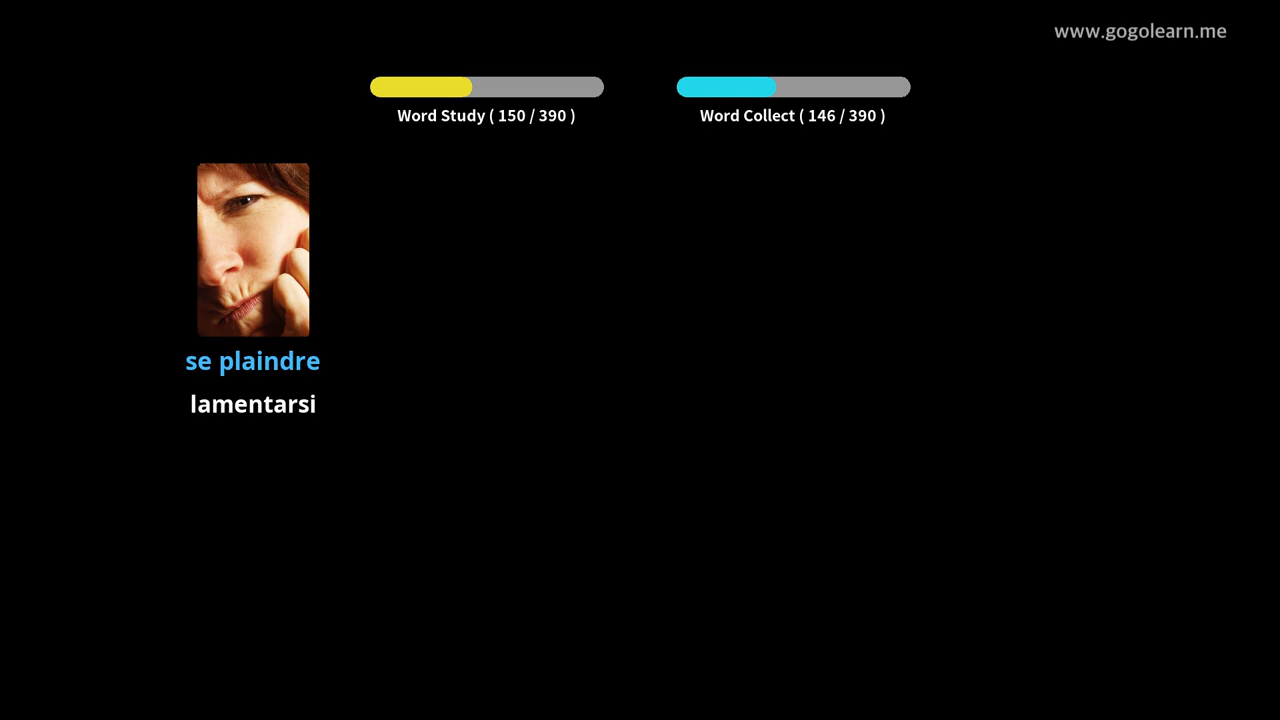 www.gogolearn.me
Word Study ( 150 / 390 )
Word Collect ( 146 / 390 )
se plaindre
lamentarsi